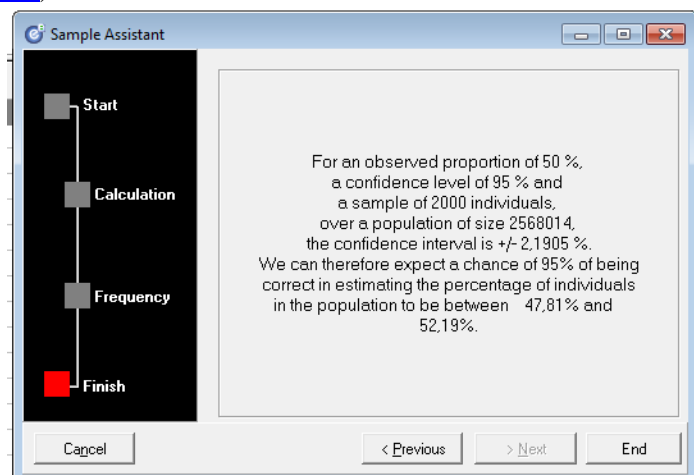 Sample Assistant
Start
Calculation
Frequency
Finish
For an observed proportion of 50 %,
a confidence level of 95 % and
a sample of 2000 individuals,
over a population of size 2568014,
the confidence interval is +/- 2,1905 %.
We can therefore expect a chance of 95% of being
correct in estimating the percentage of individuals
in the population to be between 47,81% and
52,19%.
Cancel
< Previous
> Next
End